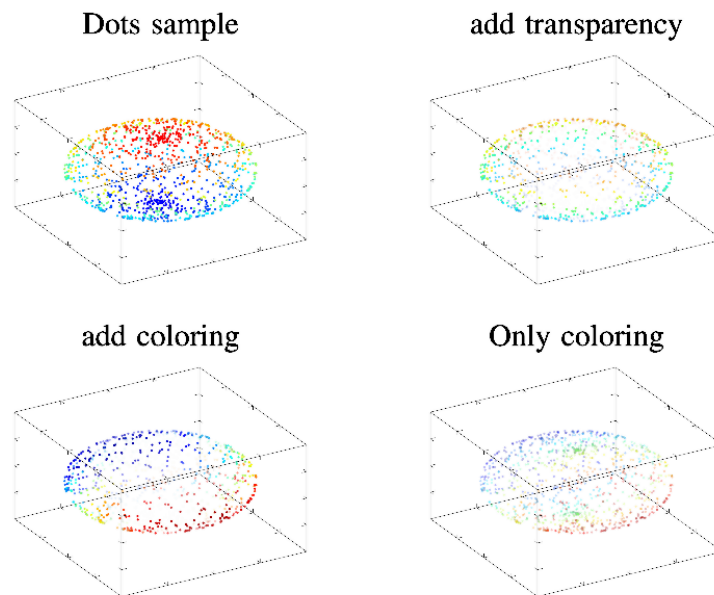 Dots sample
add transparency
add coloring
Only coloring